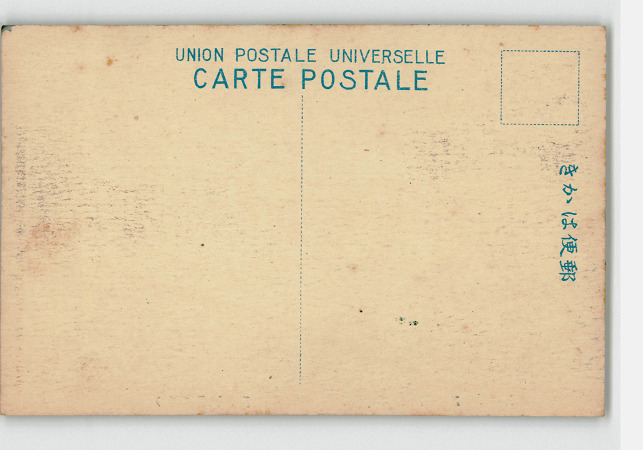 UNION POSTALE UNIVERSELLE
CARTE POSTALE
郵便はかき